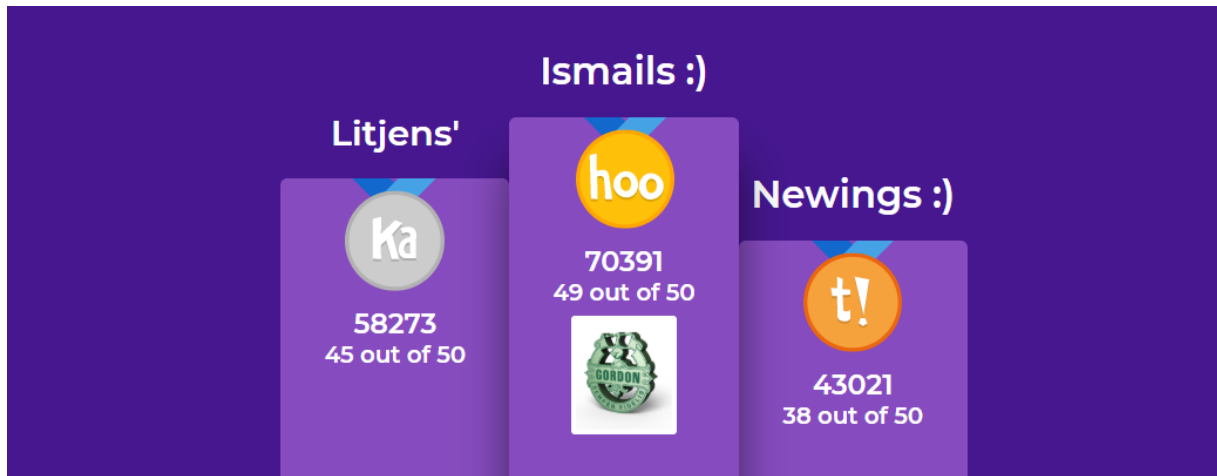 Litjens'
Ka
58273
45 out of 50
Ismails :)
hoo
70391
49 out of 50
GORDON
Newings :)
t!
43021
38 out of 50